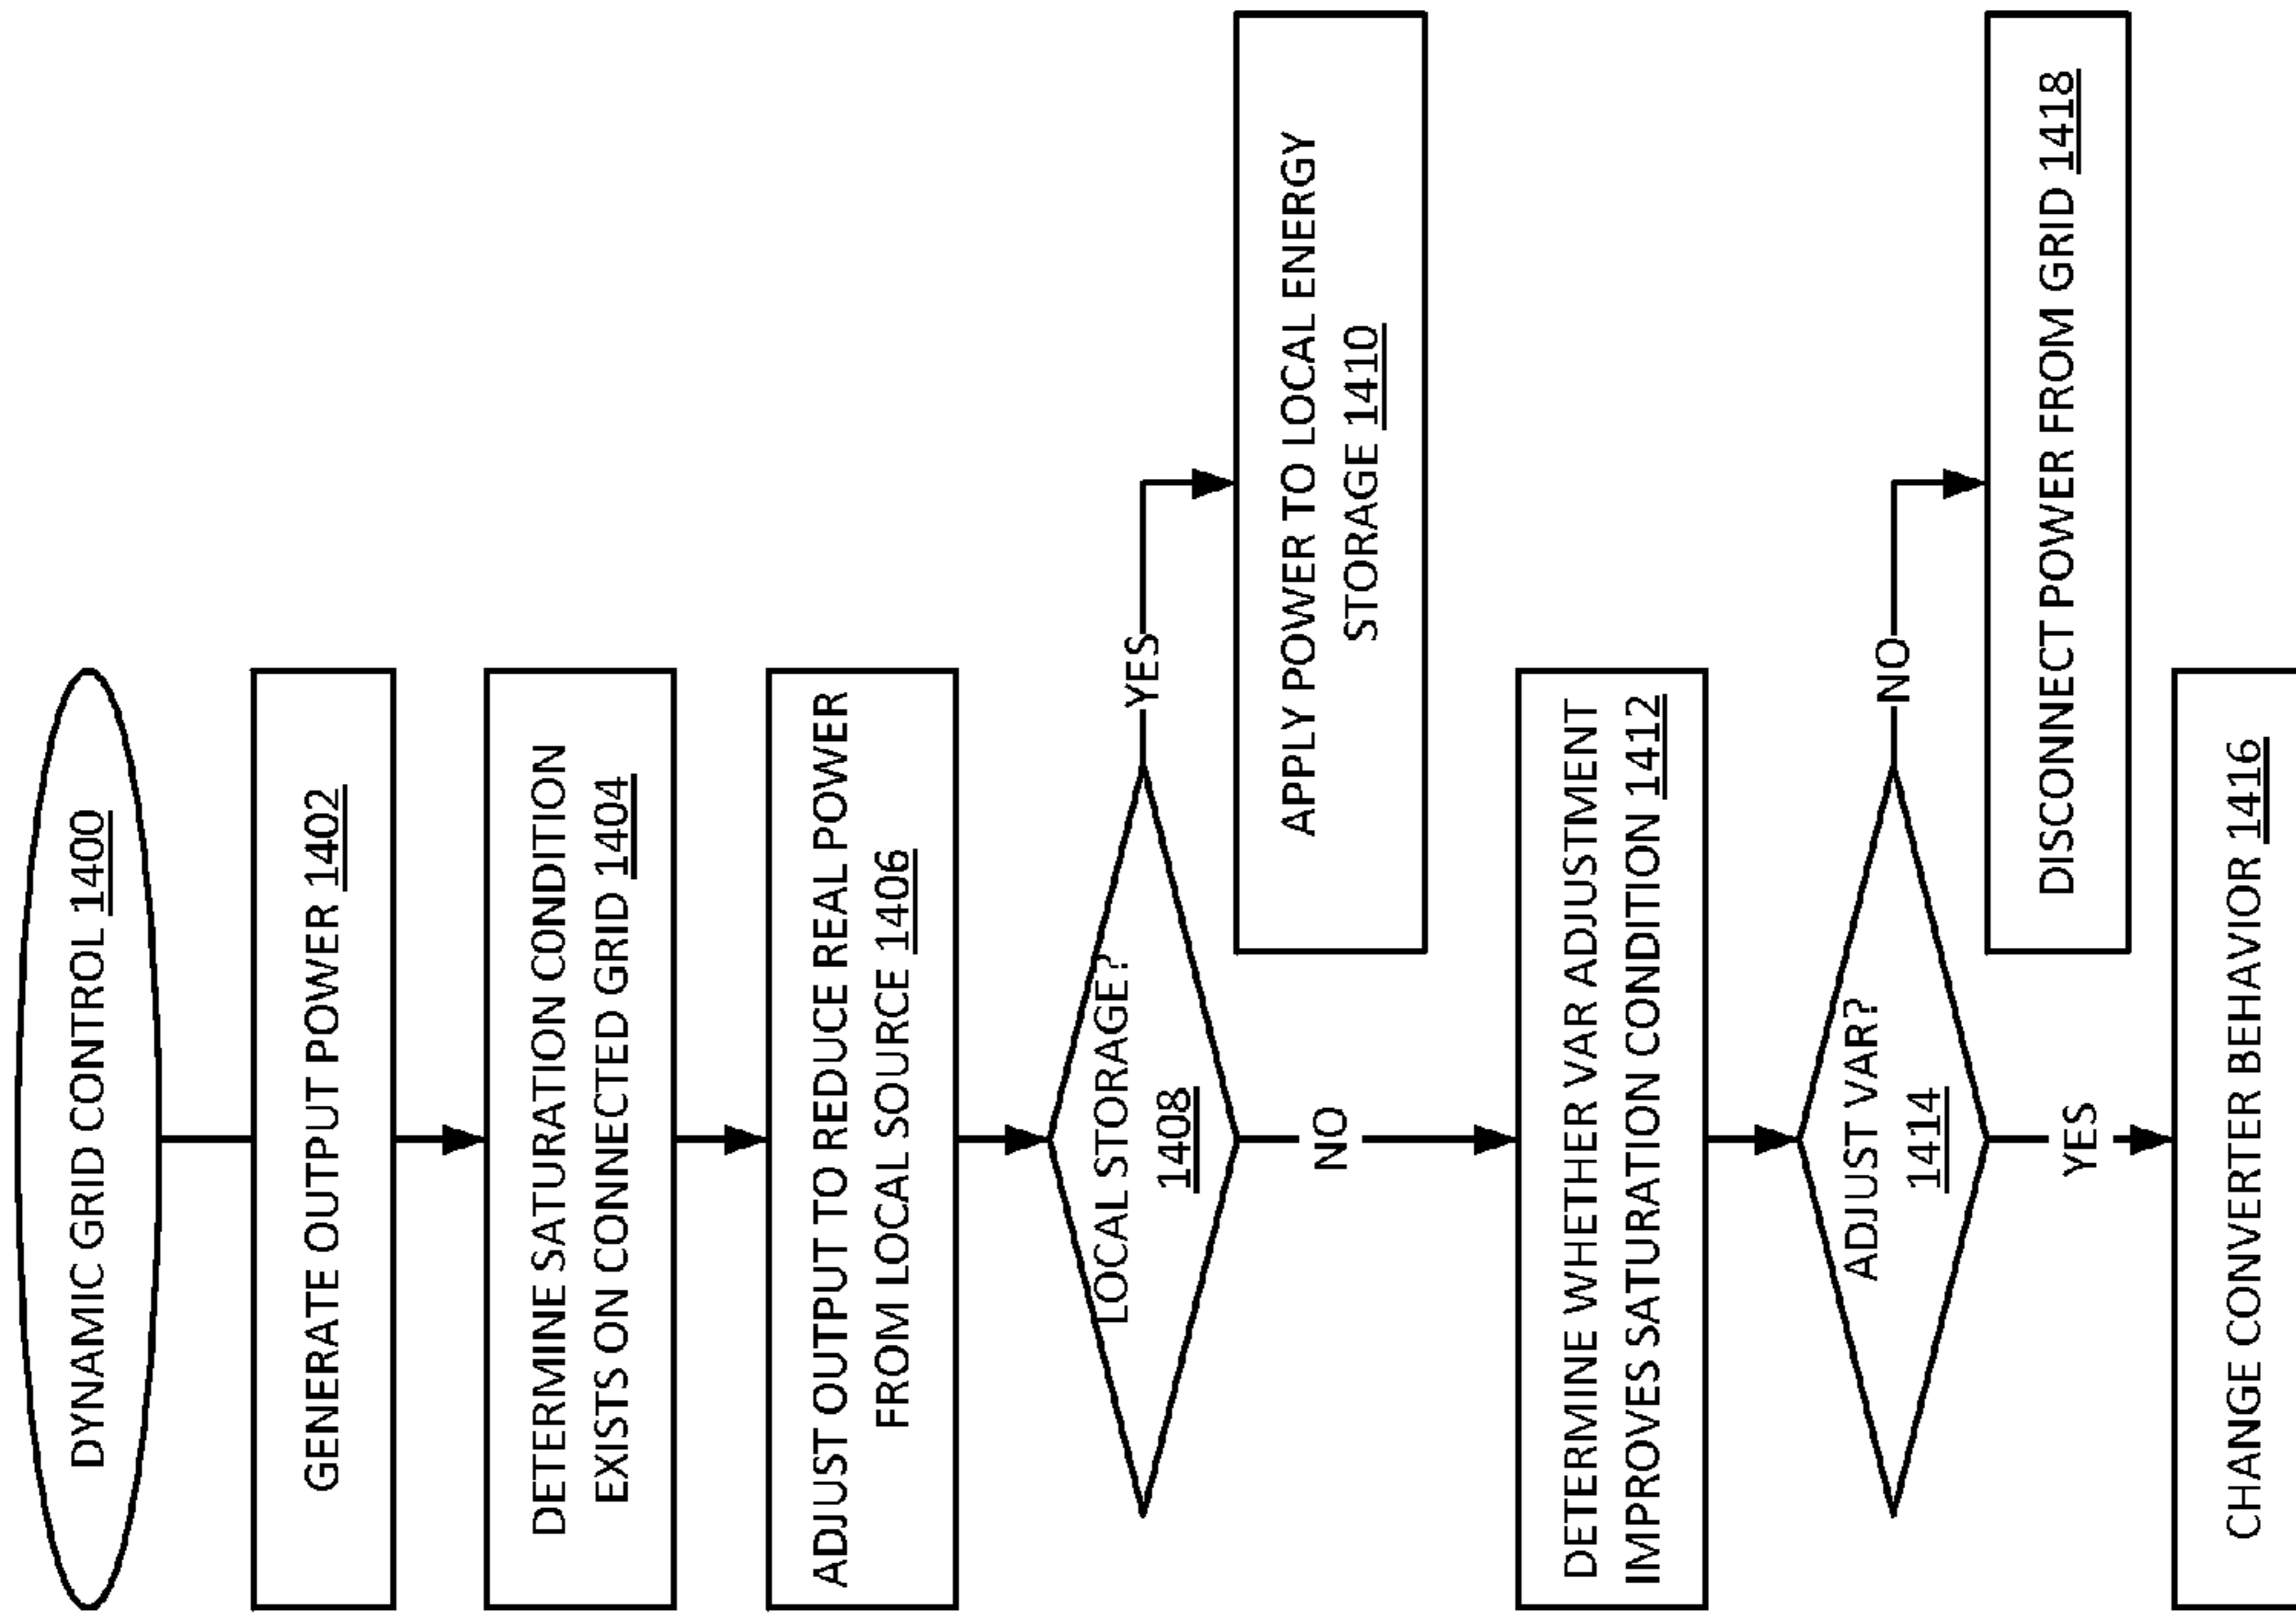 DYNAMIC GRID CONTROL 1400
GENERATE OUTPUT POWER 1402
DETERMINE SATURATION CONDITION
EXISTS ON CONNECTED GRID 1404
ADJUST OUTPUT TO REDUCE REAL POWER
FROM LOCAL SOURCE 1406
LOCAL STORAGE?
1408
YES
APPLY POWER TO LOCAL ENERGY
STORAGE 1410
NO
DETERMINE WHETHER VAR ADJUSTMENT
IMPROVES SATURATION CONDITION 1412
ADJUST VAR?
1414
NO
DISCONNECT POWER FROM GRID 1418
YES
CHANGE CONVERTER BEHAVIOR 1416